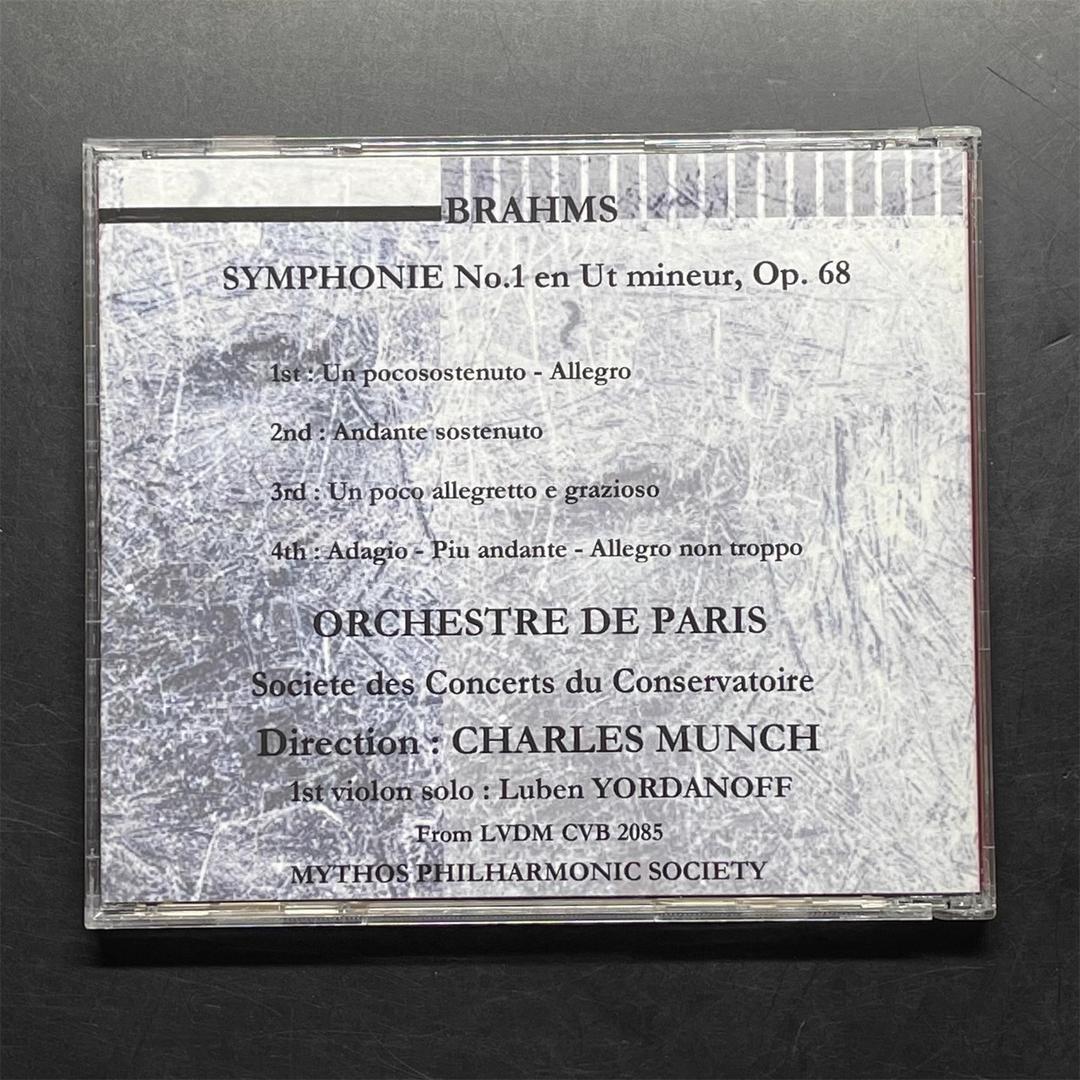 BRAHMS
SYMPHONIE No.1 en Ut mineur, Op. 68
1st : Un pocosostenuto - Allegro
2nd : Andante sostenuto
3rd : Un poco allegretto e grazioso
4th : Adagio - Piu andante - Allegro non troppo
ORCHESTRE DE PARIS
Societe des Concerts du Conservatoire
Direction : CHARLES MUNCH
1st violon solo : Luben YORDANOFF
From LVDM CVB 2085
MYTHOS PHILHARMONIC SOCIETY